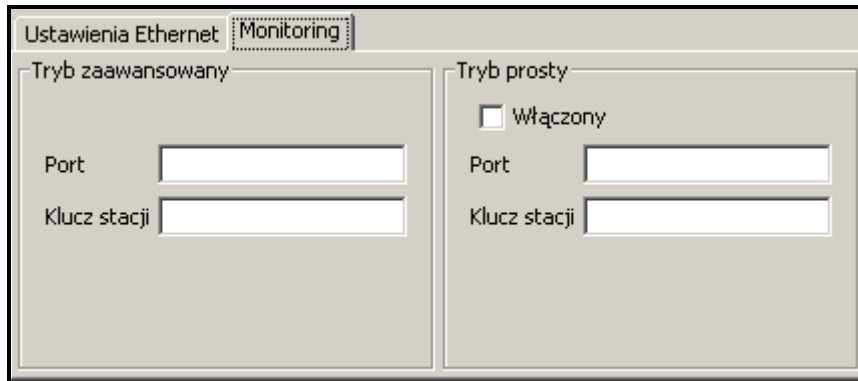 Ustawienia Ethernet Monitoring
Tryb zaawansowany
Port
Klucz stacji
Tryb prosty
Włączony
Port
Klucz stacji